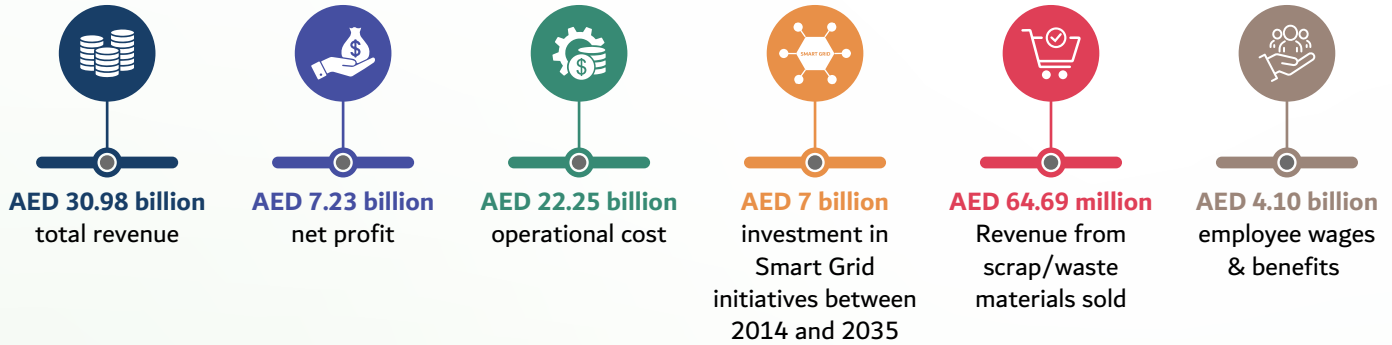 SMART GRID
AED 30.98 billion
total revenue
AED 7.23 billion
net profit
AED 22.25 billion
operational cost
AED 7 billion
investment in
Smart Grid
initiatives between
2014 and 2035
AED 64.69 million
Revenue from
scrap/waste
materials sold
AED 4.10 billion
employee wages
& benefits